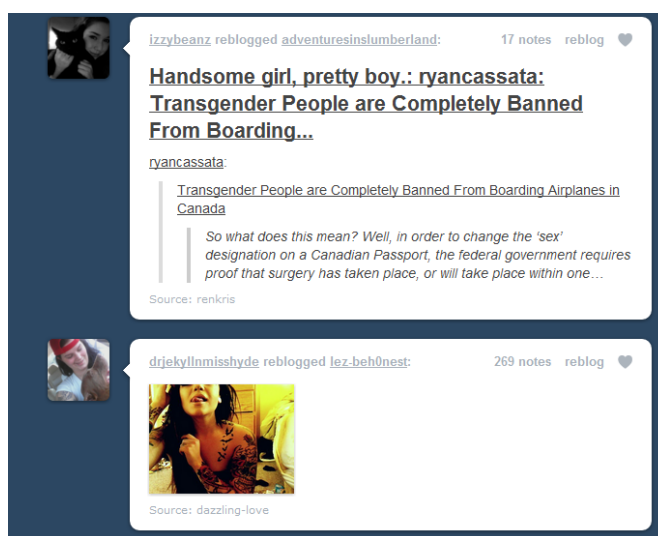 izzybeanz reblogged adventuresinslumberland: 17 notes reblog
Handsome girl, pretty boy.: ryancassata:
Transgender People are Completely Banned
From Boarding...
ryancassata:
Transgender People are Completely Banned From Boarding Airplanes in
Canada
So what does this mean? Well, in order to change the ‘sex’
designation on a Canadian Passport, the federal government requires
proof that surgery has taken place, or will take place within one…
Source: renkris
drjekyllnmisshyde reblogged lez-beh0nest: 269 notes reblog
Source: dazzling-love